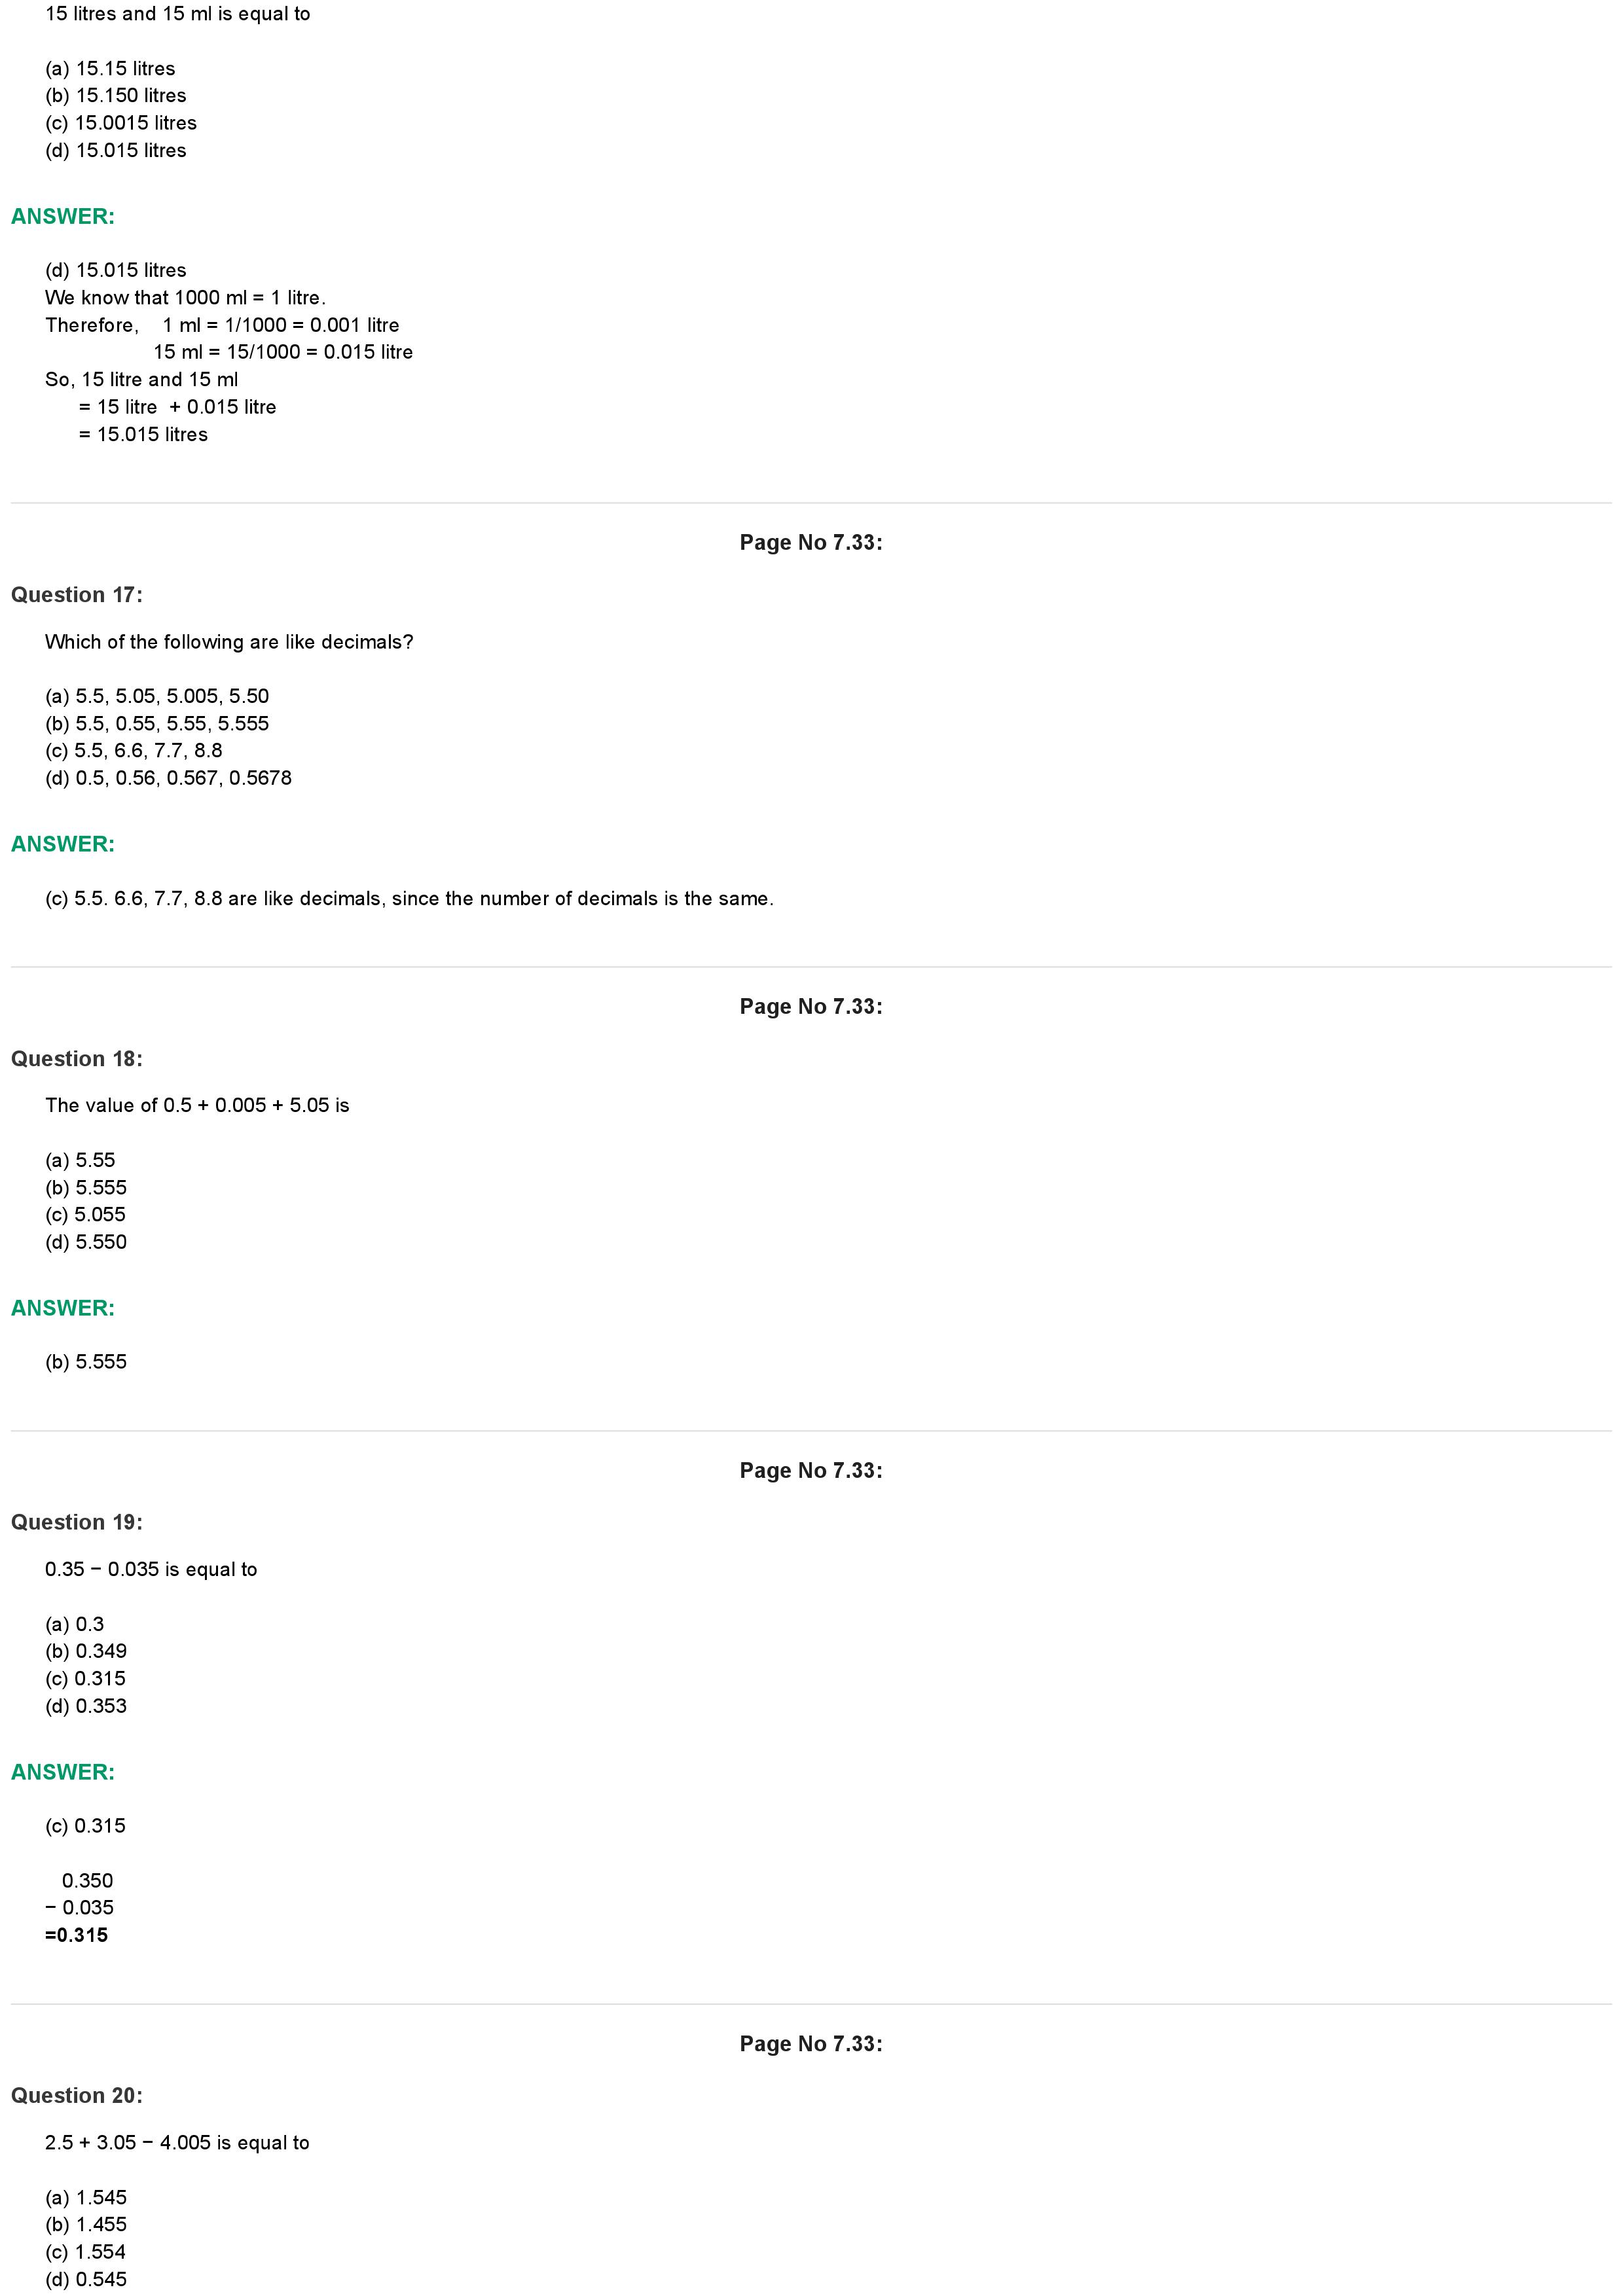 15 litres and 15 ml is equal to
(a) 15.15 litres
(b) 15.150 litres
(c) 15.0015 litres
(d) 15.015 litres
ANSWER:
(d) 15.015 litres
We know that 1000 ml = 1 litre.
Therefore, 1 ml = 1/1000 = 0.001 litre
15 ml = 15/1000 = 0.015 litre
So, 15 litre and 15 ml
= 15 litre + 0.015 litre
= 15.015 litres
Page No 7.33:
Question 17:
Which of the following are like decimals?
(a) 5.5, 5.05, 5.005, 5.50
(b) 5.5, 0.55, 5.55, 5.555
(c) 5.5, 6.6, 7.7, 8.8
(d) 0.5, 0.56, 0.567, 0.5678
ANSWER:
(c) 5.5. 6.6, 7.7, 8.8 are like decimals, since the number of decimals is the same.
Page No 7.33:
Question 18:
The value of 0.5 + 0.005 + 5.05 is
(a) 5.55
(b) 5.555
(c) 5.055
(d) 5.550
ANSWER:
(b) 5.555
Page No 7.33:
Question 19:
0.35 − 0.035 is equal to
(a) 0.3
(b) 0.349
(c) 0.315
(d) 0.353
ANSWER:
(c) 0.315
0.350
− 0.035
=0.315
Page No 7.33:
Question 20:
2.5 + 3.05 − 4.005 is equal to
(a) 1.545
(b) 1.455
(c) 1.554
(d) 0.545